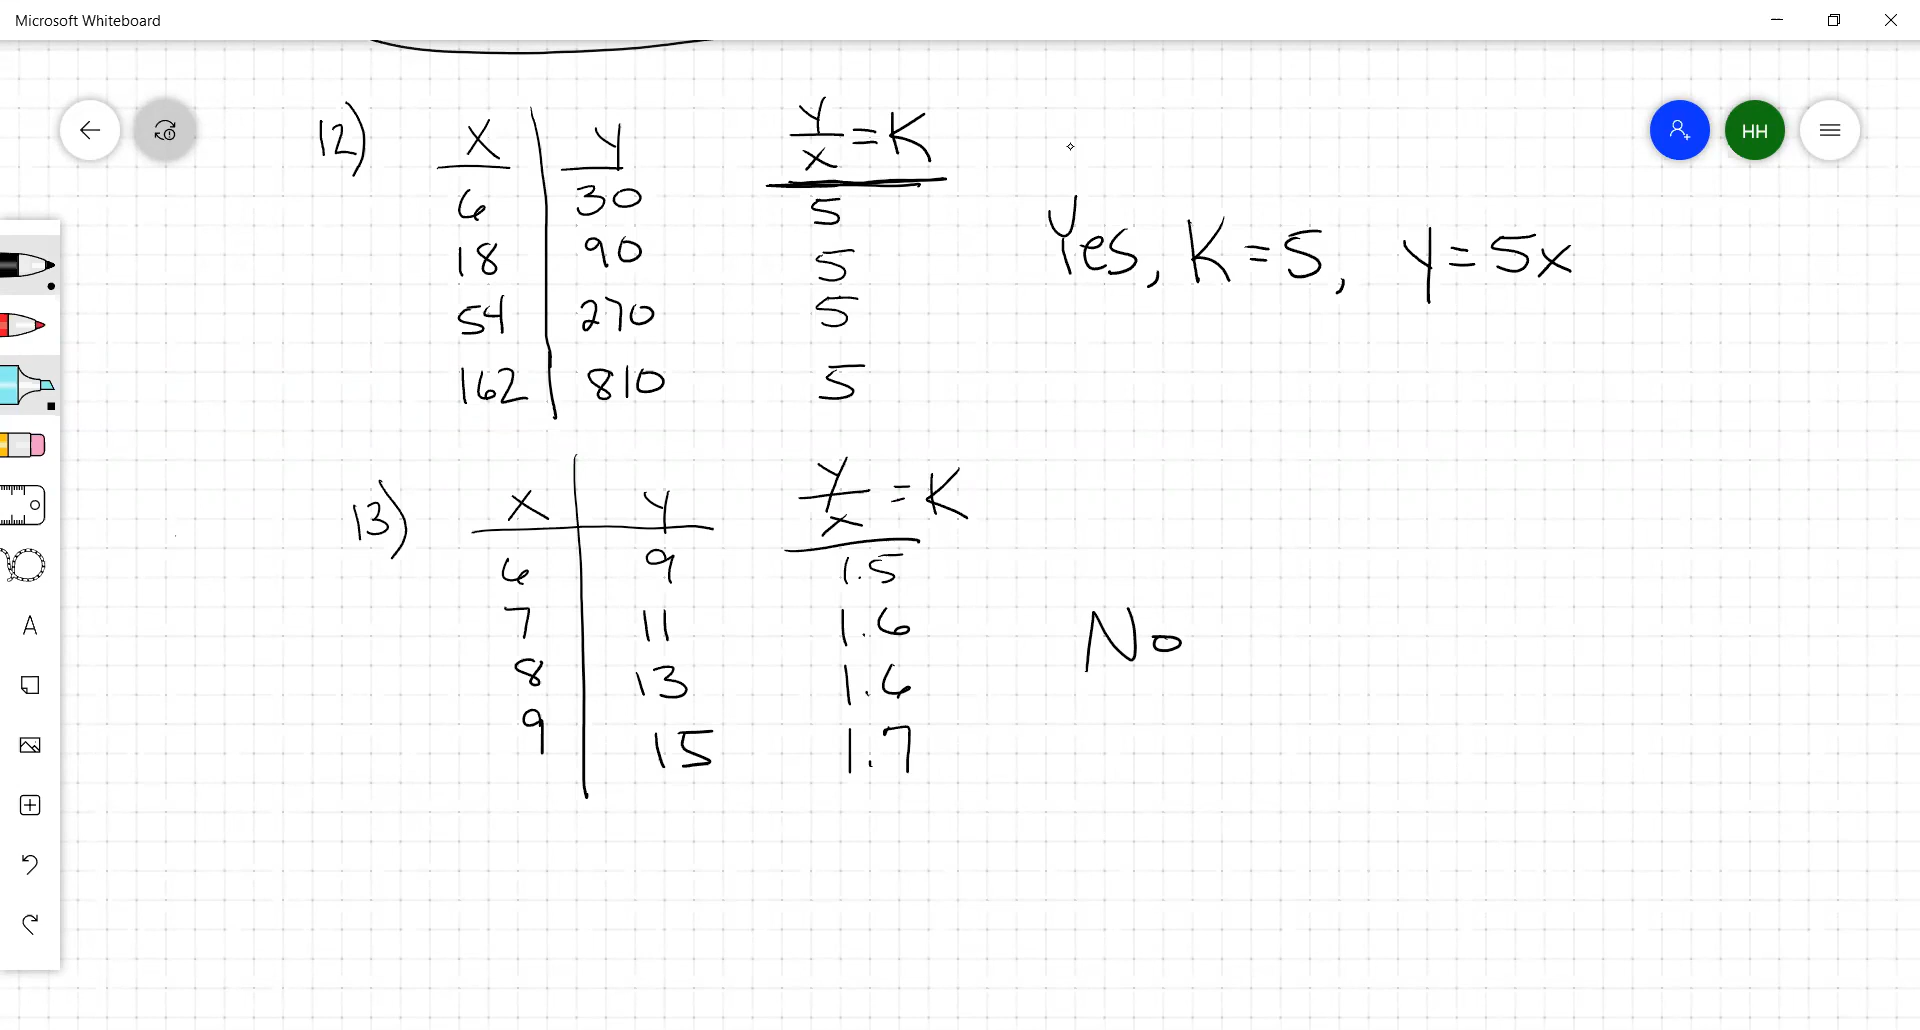 Microsoft Whiteboard
12) X Y Y/X = K
HH
6 30 5
18 90 5
Yes, K = 5, y = 5x
54 270 5
162 810 5
13) X Y Y/X = K
6 9 1.5
7 11 1.6
No
8 13 1.6
9 15 1.7
A